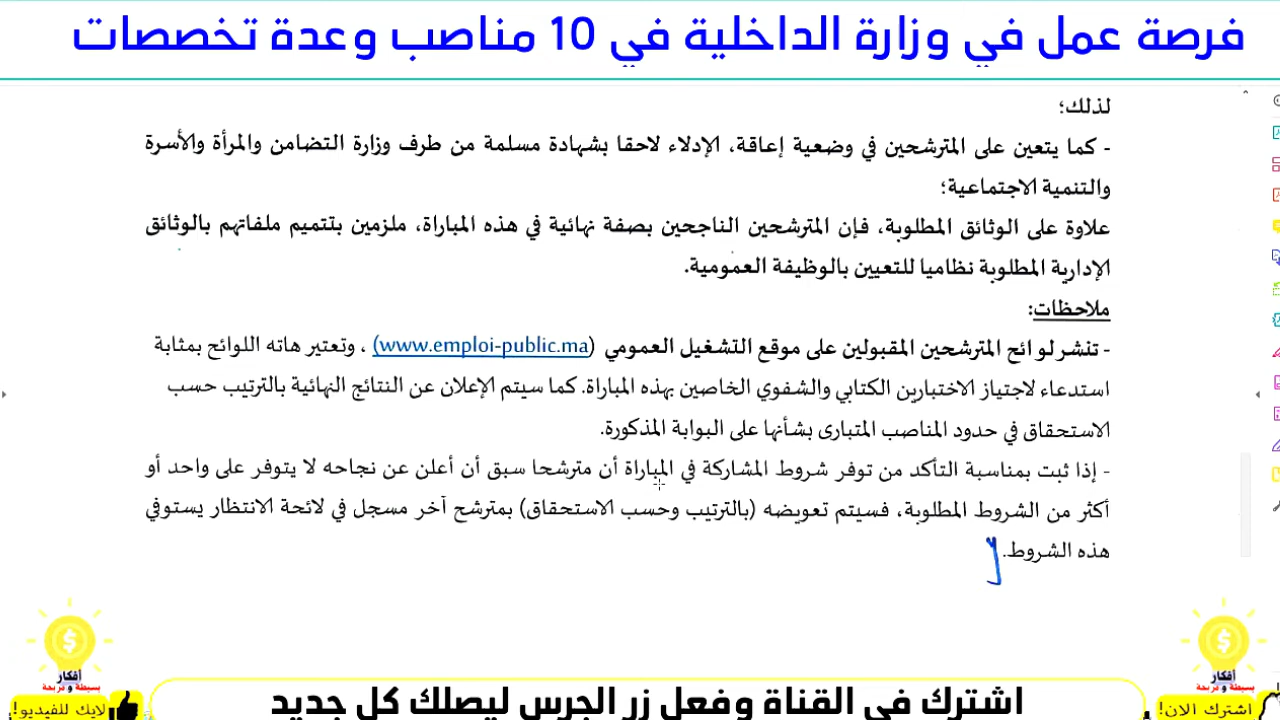 فرصة عمل في وزارة الداخلية في 10 مناصب وعدة تخصصات
لذلك؛
- كما يتعين على المترشحين في وضعية إعاقة، الإدلاء لاحقا بشهادة مسلمة من طرف وزارة التضامن والمرأة والأسرة
والتنمية الاجتماعية؛
علاوة على الوثائق المطلوبة، فإن المترشحين الناجحين بصفة نهائية في هذه المباراة، ملزمين بتتميم ملفاتهم بالوثائق
الإدارية المطلوبة نظاميا للتعيين بالوظيفة العمومية.
ملاحظات:
- تنشر لوائح المترشحين المقبولين على موقع التشغيل العمومي (www.emploi-public.ma) ، وتعتبر هاته اللوائح بمثابة
استدعاء لاجتياز الاختبارين الكتابي والشفوي الخاصين بهذه المباراة. كما سيتم الإعلان عن النتائج النهائية بالترتيب حسب
الاستحقاق في حدود المناصب المتبارى بشأنها على البوابة المذكورة.
- إذا ثبت بمناسبة التأكد من توفر شروط المشاركة في المباراة أن مترشحا سبق أن أعلن عن نجاحه لا يتوفر على واحد أو
أكثر من الشروط المطلوبة، فسيتم تعويضه (بالترتيب وحسب الاستحقاق) بمترشح آخر مسجل في لائحة الانتظار يستوفي
هذه الشروط.
أفكار
بسيطة و مربحة
أفكار
بسيطة و مربحة
اشترك الان!
اشترك في القناة وفعل زر الجرس ليصلك كل جديد
لايك للفيديو!